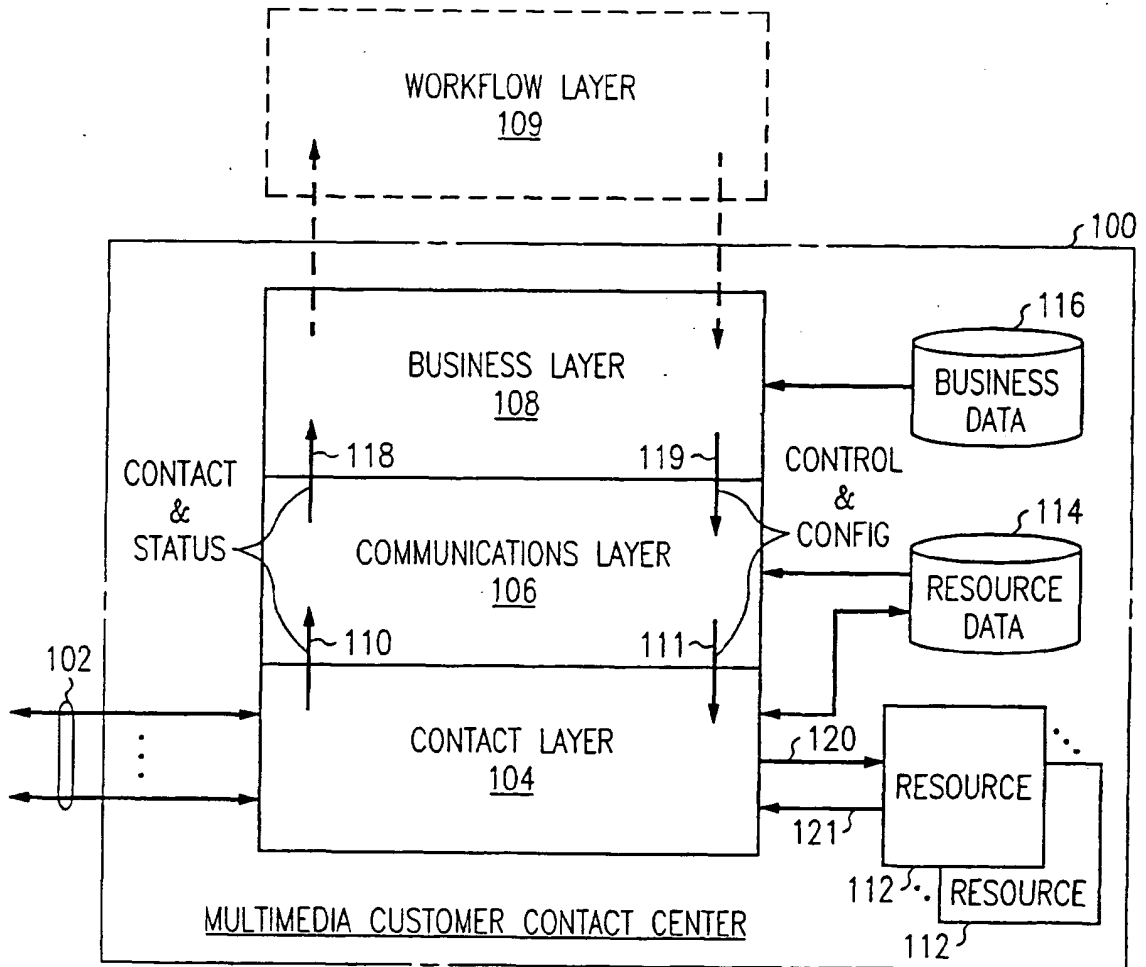 WORKFLOW LAYER
109
100
116
BUSINESS LAYER
108
BUSINESS
DATA
118
119
CONTACT
&
STATUS
CONTROL
&
CONFIG
114
COMMUNICATIONS LAYER
106
RESOURCE
DATA
110
111
102
CONTACT LAYER
104
120
RESOURCE
121
112
RESOURCE
112
MULTIMEDIA CUSTOMER CONTACT CENTER